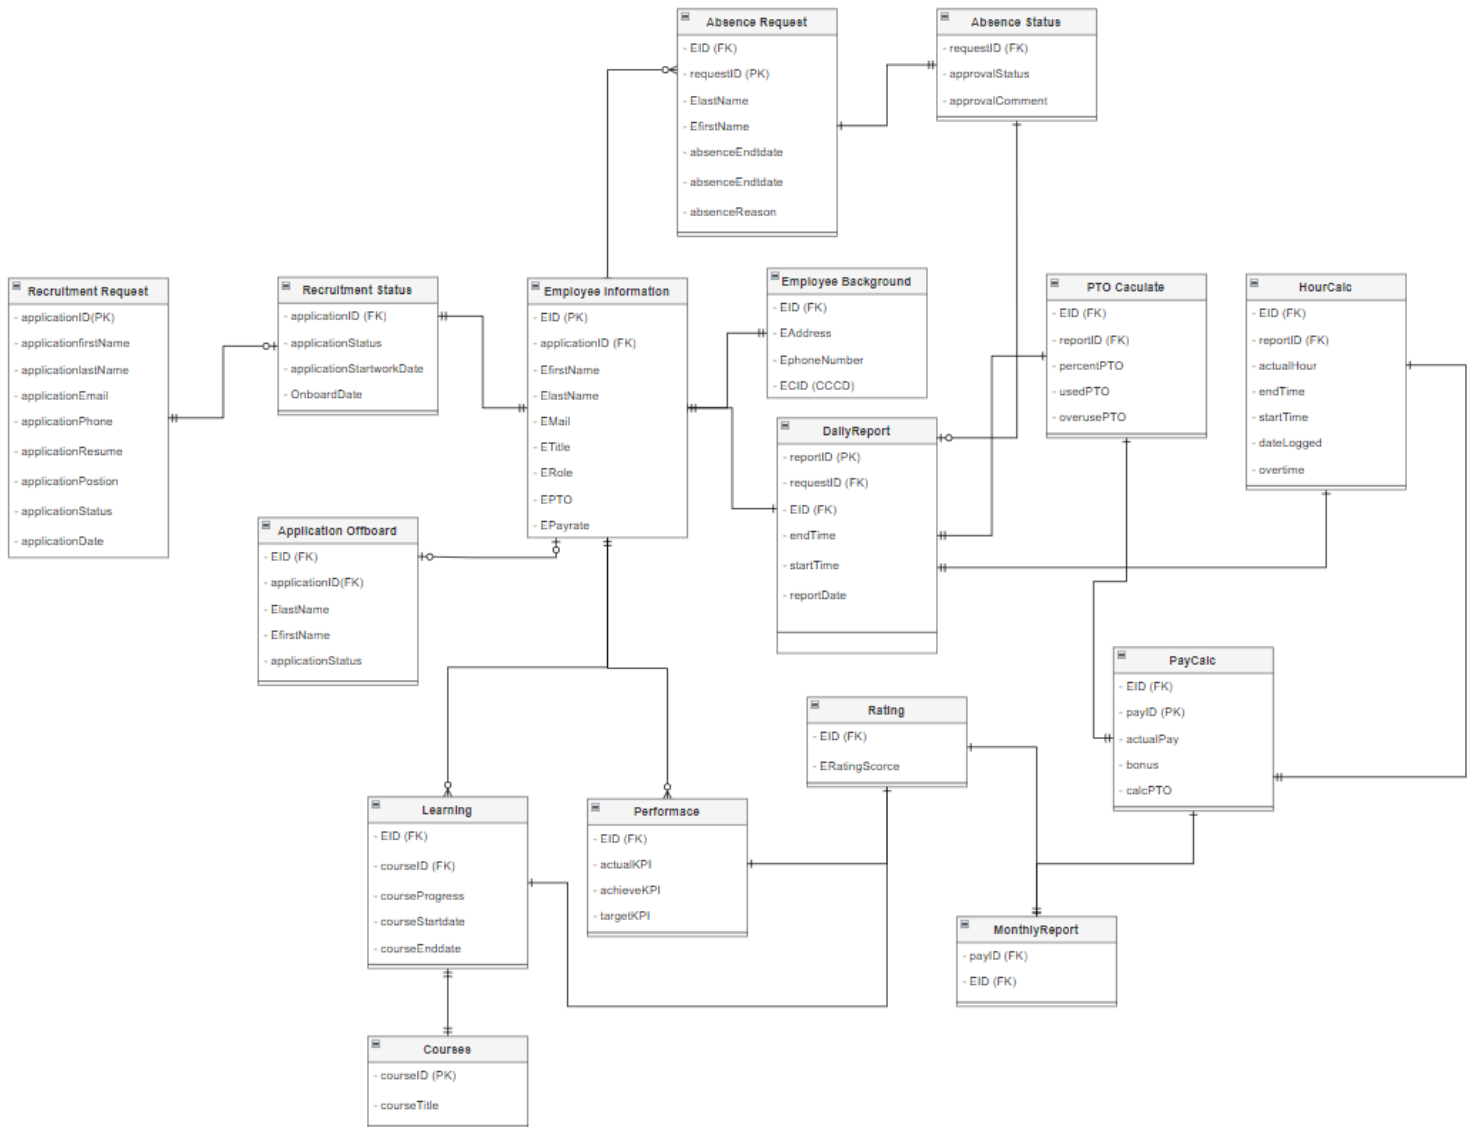 Absence Request
- EID (FK)
- requestID (PK)
- ElastName
- EfirstName
- absenceEndtdate
- absenceEndtdate
- absenceReason
Absence Status
- requestID (FK)
- approvalStatus
- approvalComment
Recruitment Request
- applicationID(PK)
- applicationfirstName
- applicationlastName
- applicationEmail
- applicationPhone
- applicationResume
- applicationPostion
- applicationStatus
- applicationDate
Recruitment Status
- applicationID (FK)
- applicationStatus
- applicationStartworkDate
- OnboardDate
Employee Information
- EID (PK)
- applicationID (FK)
- EfirstName
- ElastName
- EMail
- ETitle
- ERole
- EPTO
- EPayrate
Employee Background
- EID (FK)
- EAddress
- EphoneNumber
- ECID (CCCD)
PTO Caculate
- EID (FK)
- reportID (FK)
- percentPTO
- usedPTO
- overusePTO
HourCalc
- EID (FK)
- reportID (FK)
- actualHour
- endTime
- startTime
- dateLogged
- overtime
DailyReport
- reportID (PK)
- requestID (FK)
- EID (FK)
- endTime
- startTime
- reportDate
Application Offboard
- EID (FK)
- applicationID(FK)
- ElastName
- EfirstName
- applicationStatus
PayCalc
- EID (FK)
- payID (PK)
- actualPay
- bonus
- calcPTO
Rating
- EID (FK)
- ERatingScorce
Learning
- EID (FK)
- courseID (FK)
- courseProgress
- courseStartdate
- courseEnddate
Performace
- EID (FK)
- actualKPI
- achieveKPI
- targetKPI
MonthlyReport
- payID (FK)
- EID (FK)
Courses
- courseID (PK)
- courseTitle